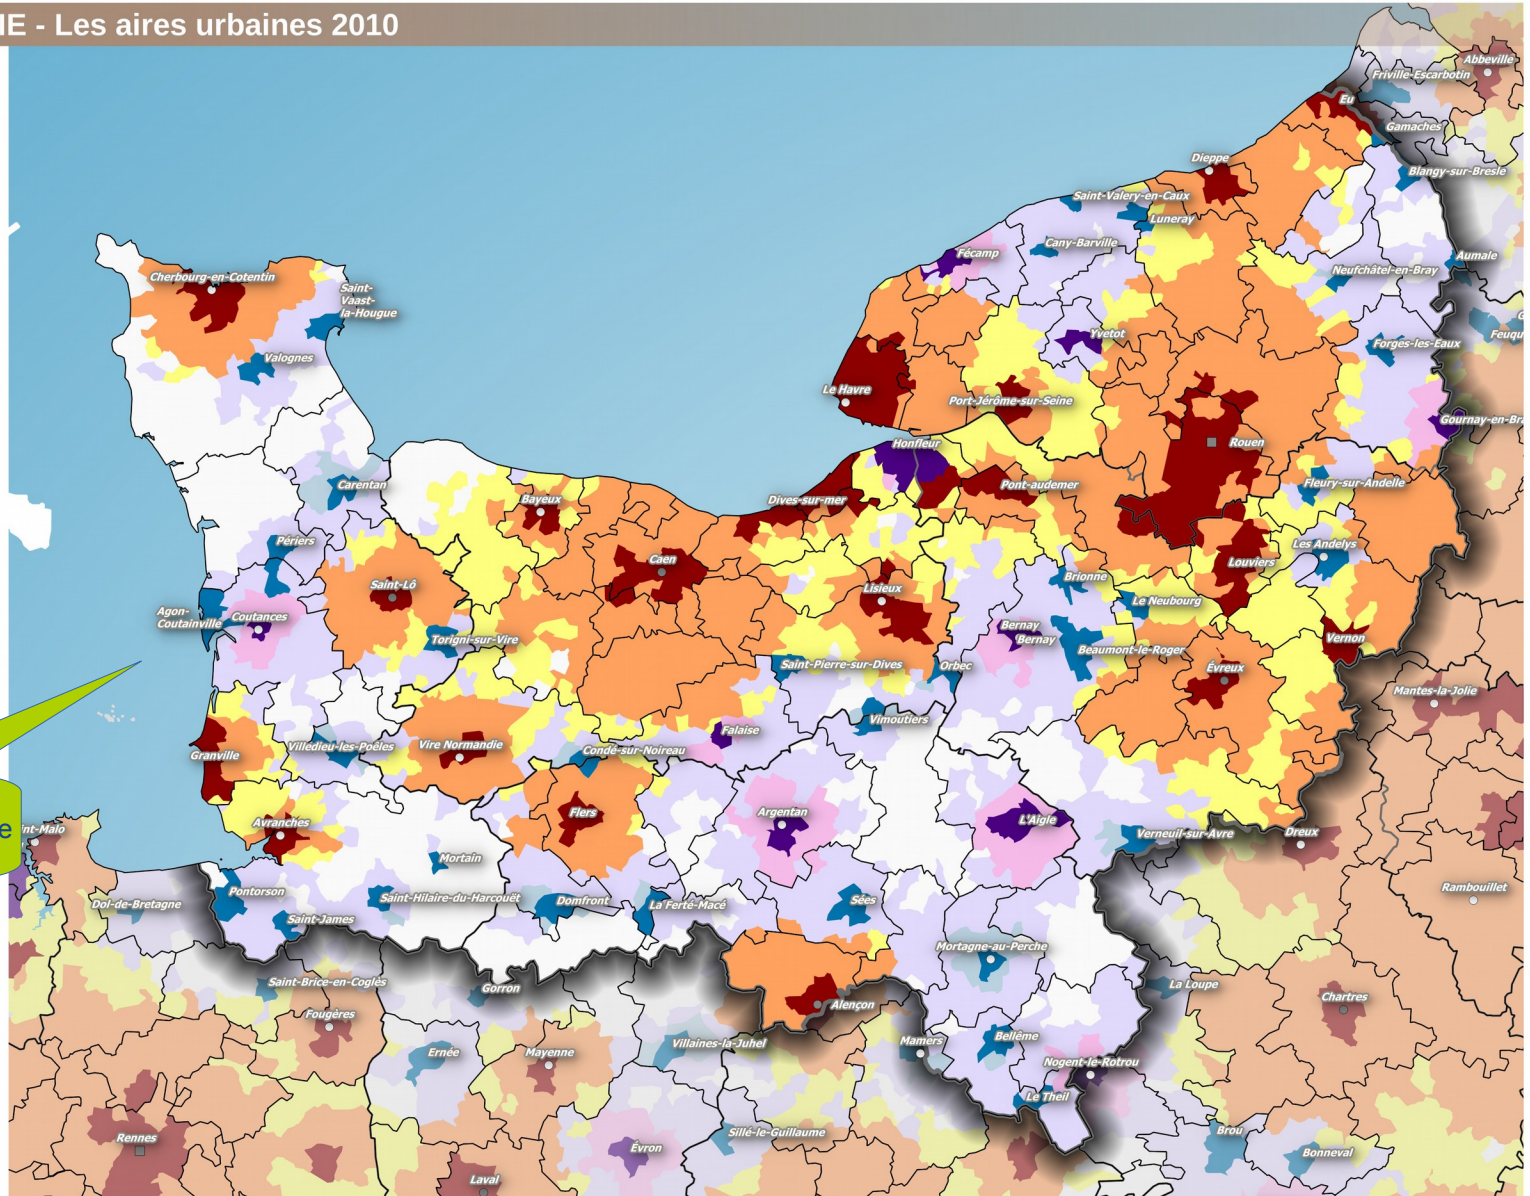 IE - Les aires urbaines 2010
Abbeville
Friville-Escarbotin
Eu
Gamaches
Dieppe
Blangy-sur-Bresle
Saint-Valery-en-Caux
Luneray
Cany-Barville
Fécamp
Aumale
Neufchâtel-en-Bray
Cherbourg-en-Cotentin
Saint-
Vaast-
la-Hougue
Yvetot
Forges-les-Eaux
Valognes
Le Havre
Port-Jérôme-sur-Seine
Gournay-en-Bra
Honfleur
Rouen
Carentan
Pont-audemer
Fleury-sur-Andelle
Bayeux
Dives-sur-mer
Périers
Les Andelys
Caen
Louviers
Saint-Lô
Lisieux
Brionne
Le Neubourg
Agon-
Coutainville
Coutances
Torigni-sur-Vire
Bernay
Bernay
Vernon
Beaumont-le-Roger
Saint-Pierre-sur-Dives
Orbec
Évreux
Mantes-la-Jolie
Vimoutiers
Falaise
Villedieu-les-Poêles
Vire Normandie
Condé-sur-Noireau
Granville
Flers
Argentan
L'Aigle
Avranches
e
int-Malo
Verneuil-sur-Avre
Dreux
Mortain
Rambouillet
Pontorson
Saint-Hilaire-du-Harcouët
Domfront
La Ferté-Macé
Sées
Dol-de-Bretagne
Saint-James
Mortagne-au-Perche
Saint-Brice-en-Coglès
Gorron
La Loupe
Alençon
Chartres
Fougères
Bellême
Villaines-la-Juhel
Mamers
Ernée
Mayenne
Nogent-le-Rotrou
Le Theil
Rennes
Sillé-le-Guillaume
Brou
Évron
Bonneval
Laval